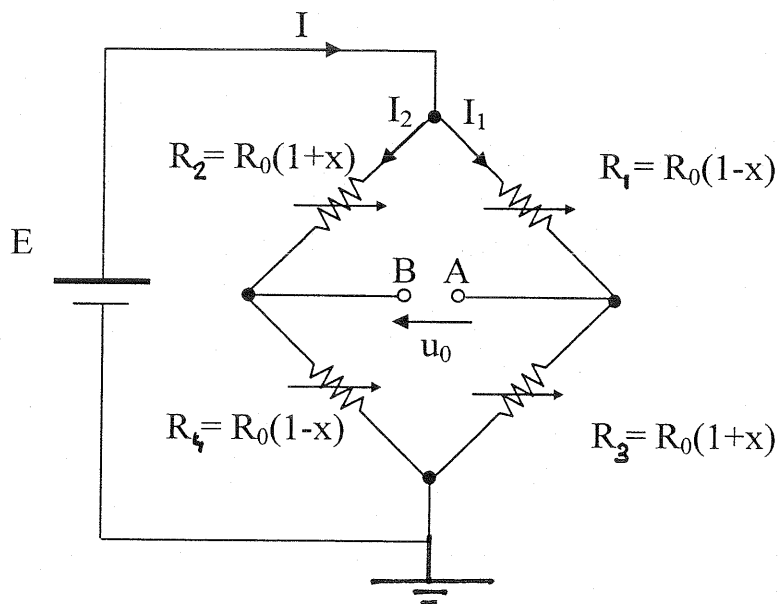 I
I₂ I₁
R₂= R₀(1+x)
R₁= R₀(1-x)
E
B A
u₀
R₄= R₀(1-x)
R₃= R₀(1+x)